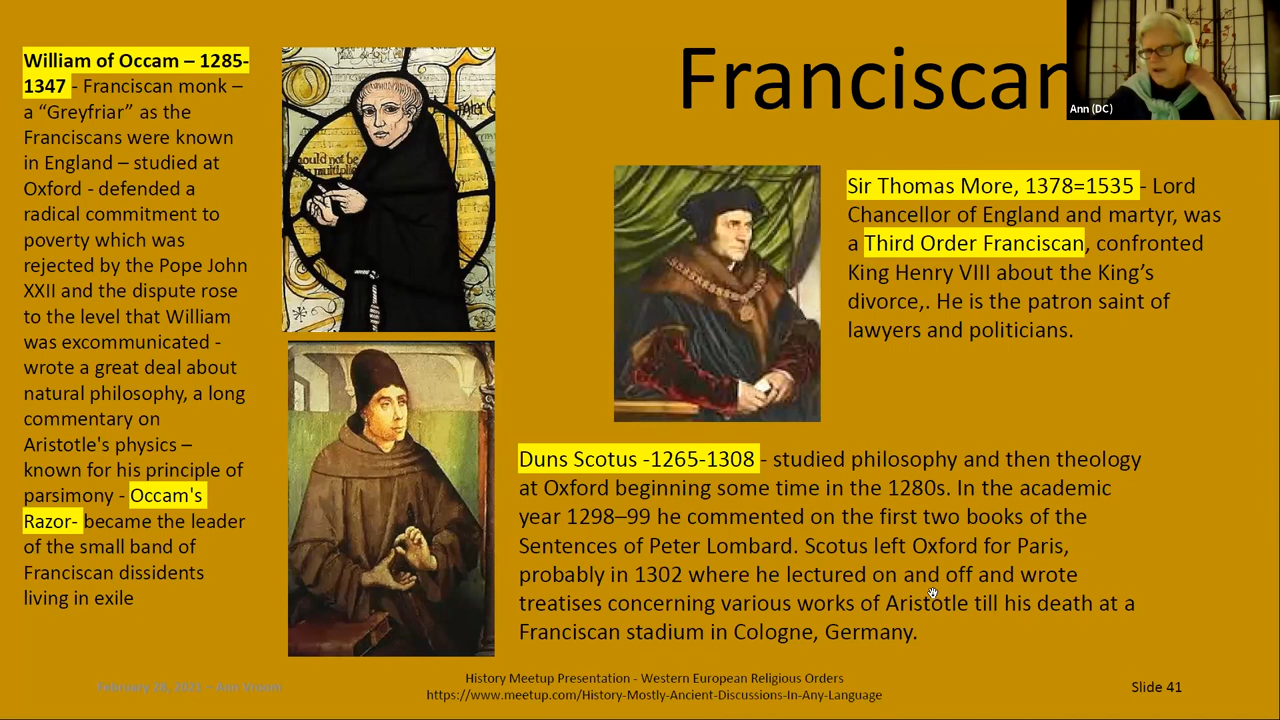 William of Occam – 1285-
1347 - Franciscan monk –
a “Greyfriar” as the
Franciscans were known
in England – studied at
Oxford - defended a
radical commitment to
poverty which was
rejected by the Pope John
XXII and the dispute rose
to the level that William
was excommunicated -
wrote a great deal about
natural philosophy, a long
commentary on
Aristotle's physics –
known for his principle of
parsimony - Occam's
Razor- became the leader
of the small band of
Franciscan dissidents
living in exile
ould not be
multipl
Franciscan
Ann (DC)
Sir Thomas More, 1378=1535 - Lord
Chancellor of England and martyr, was
a Third Order Franciscan, confronted
King Henry VIII about the King’s
divorce,. He is the patron saint of
lawyers and politicians.
Duns Scotus -1265-1308 - studied philosophy and then theology
at Oxford beginning some time in the 1280s. In the academic
year 1298–99 he commented on the first two books of the
Sentences of Peter Lombard. Scotus left Oxford for Paris,
probably in 1302 where he lectured on and off and wrote
treatises concerning various works of Aristotle till his death at a
Franciscan stadium in Cologne, Germany.
History Meetup Presentation - Western European Religious Orders
https://www.meetup.com/History-Mostly-Ancient-Discussions-In-Any-Language
Slide 41